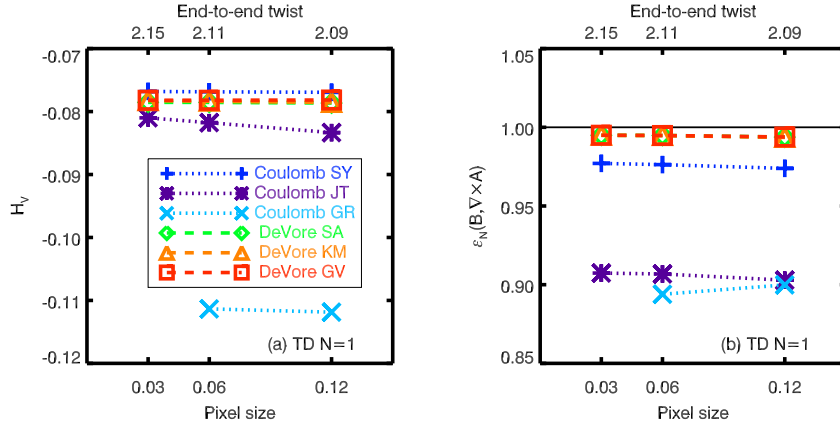 End-to-end twist
2.15 2.11 2.09
-0.07
-0.08
-0.09
-0.10
-0.11
-0.12
H_V
Coulomb SY
Coulomb JT
Coulomb GR
DeVore SA
DeVore KM
DeVore GV
(a) TD N=1
0.03 0.06 0.12
Pixel size
End-to-end twist
2.15 2.11 2.09
1.05
1.00
0.95
0.90
0.85
ε_N(B,∇×A)
(b) TD N=1
0.03 0.06 0.12
Pixel size